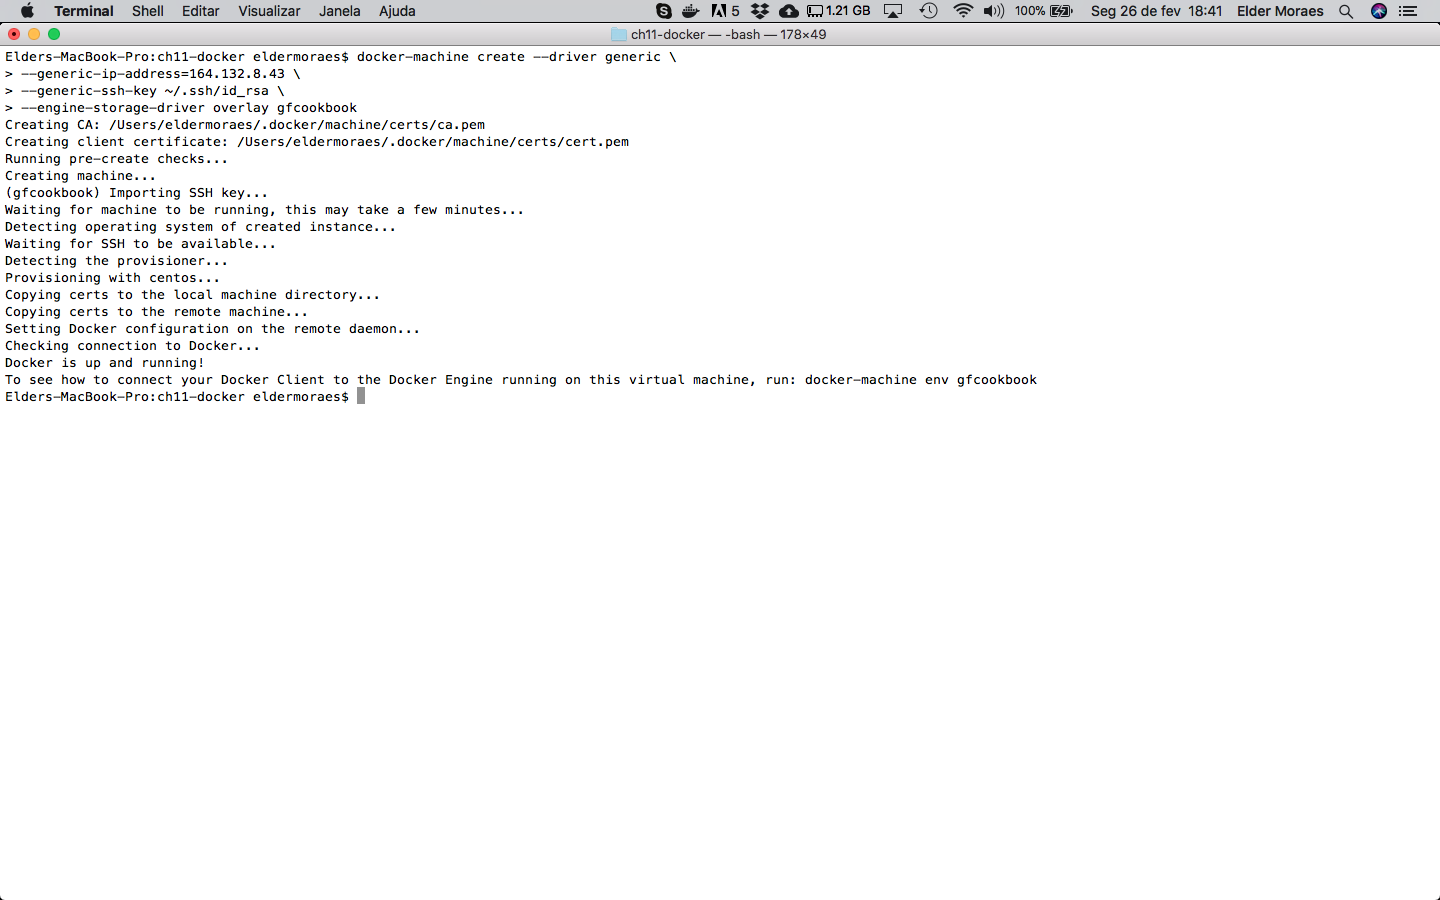 Terminal Shell Editar Visualizar Janela Ajuda 5 1.21 GB 100% Seg 26 de fev 18:41 Elder Moraes
ch11-docker — -bash — 178×49
Elders-MacBook-Pro:ch11-docker eldermoraes$ docker-machine create --driver generic \
> --generic-ip-address=164.132.8.43 \
> --generic-ssh-key ~/.ssh/id_rsa \
> --engine-storage-driver overlay gfcookbook
Creating CA: /Users/eldermoraes/.docker/machine/certs/ca.pem
Creating client certificate: /Users/eldermoraes/.docker/machine/certs/cert.pem
Running pre-create checks...
Creating machine...
(gfcookbook) Importing SSH key...
Waiting for machine to be running, this may take a few minutes...
Detecting operating system of created instance...
Waiting for SSH to be available...
Detecting the provisioner...
Provisioning with centos...
Copying certs to the local machine directory...
Copying certs to the remote machine...
Setting Docker configuration on the remote daemon...
Checking connection to Docker...
Docker is up and running!
To see how to connect your Docker Client to the Docker Engine running on this virtual machine, run: docker-machine env gfcookbook
Elders-MacBook-Pro:ch11-docker eldermoraes$